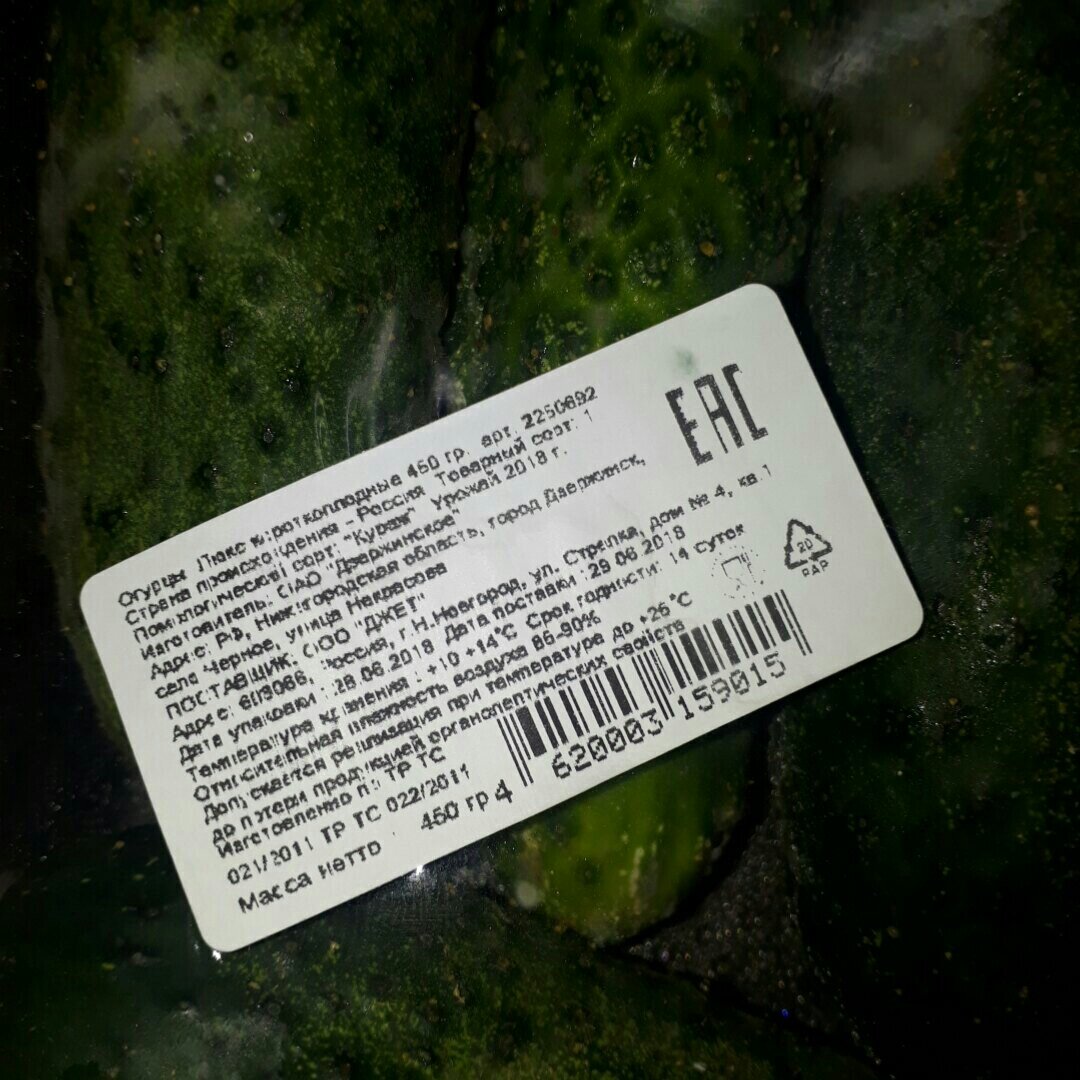 Огурцы Люкс короткоплодные 450 гр. арт. 2250692
Страна происхождения - Россия Товарный сорт: 1
Помологический сорт: "Кураж" Урожай 2018 г.
Изготовитель: ОАО "Дзержинское"
Адрес: РФ, Нижегородская область, город Дзержинск,
село Черное, улица Некрасова
ПОСТАВЩИК: ООО "ДЖЕТ"
Адрес: 603066, Россия, г.Н.Новгород, ул. Стрелка, дом № 4, кв.1
Дата упаковки : 28.06.2018 Дата поставки : 29.06.2018
Температура хранения : +10 +14°С Срок годности: 14 суток
Относительная влажность воздуха 86-90%
Допускается реализация при температуре до +26°С
до потери продукцией органолептических свойств
Изготовлено по: ТР ТС
021/2011 ТР ТС 022/2011
Масса нетто 450 гр
EAC
20
PAP
4 620003 159015